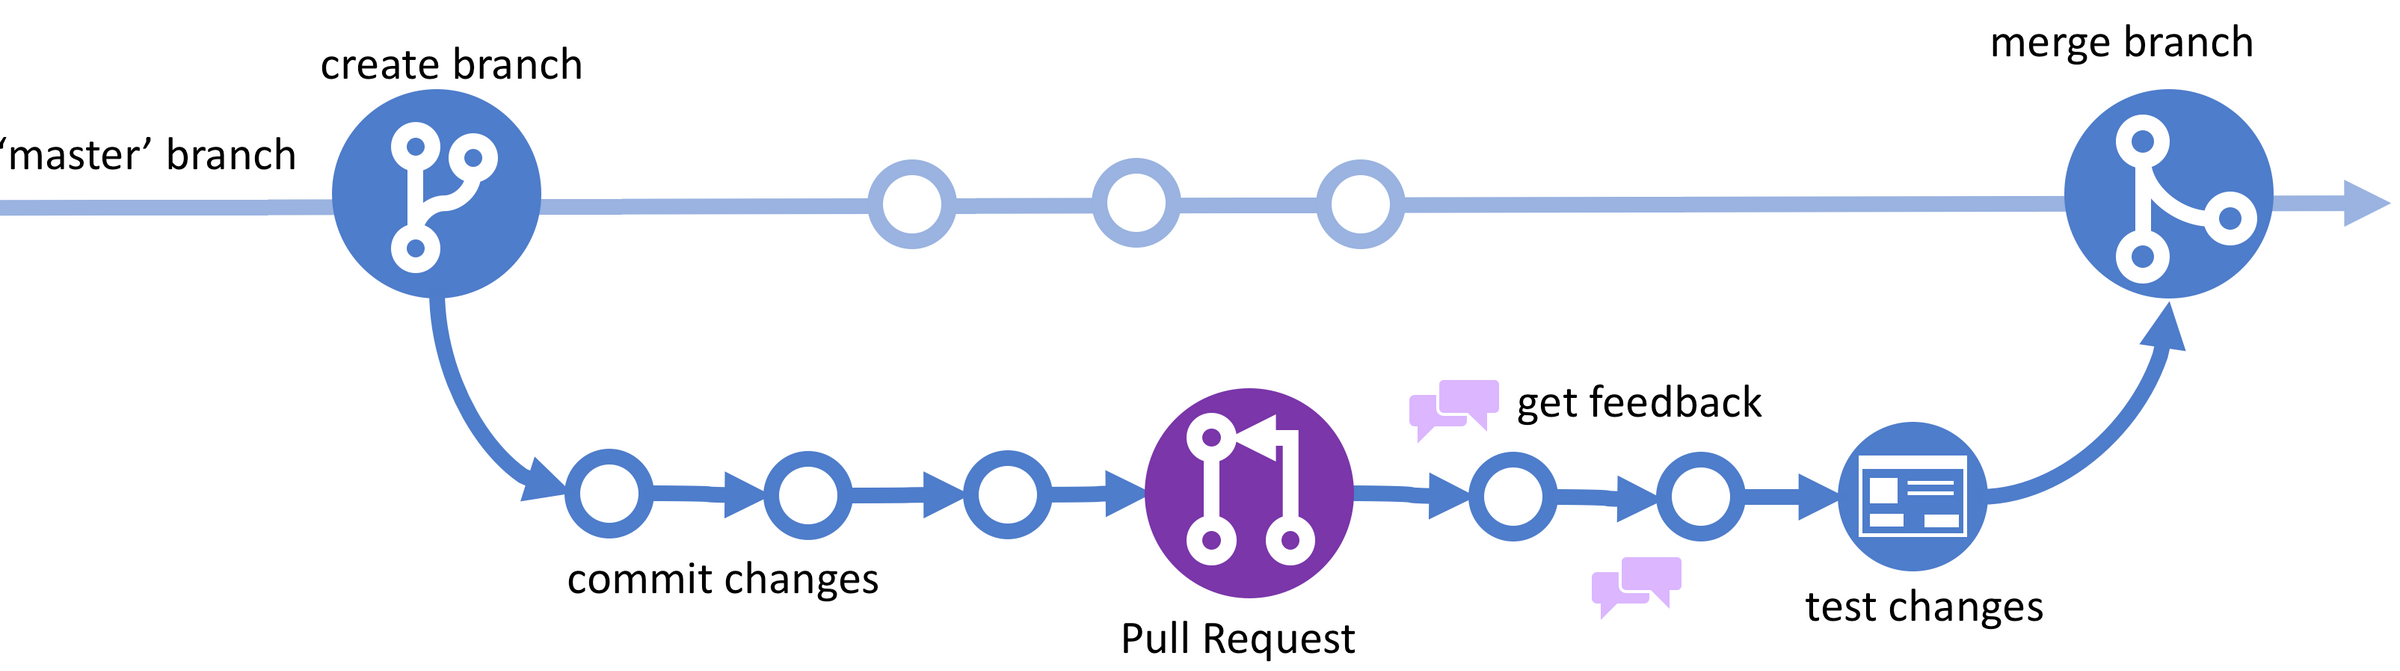 create branch
merge branch
‘master’ branch
get feedback
commit changes
test changes
Pull Request